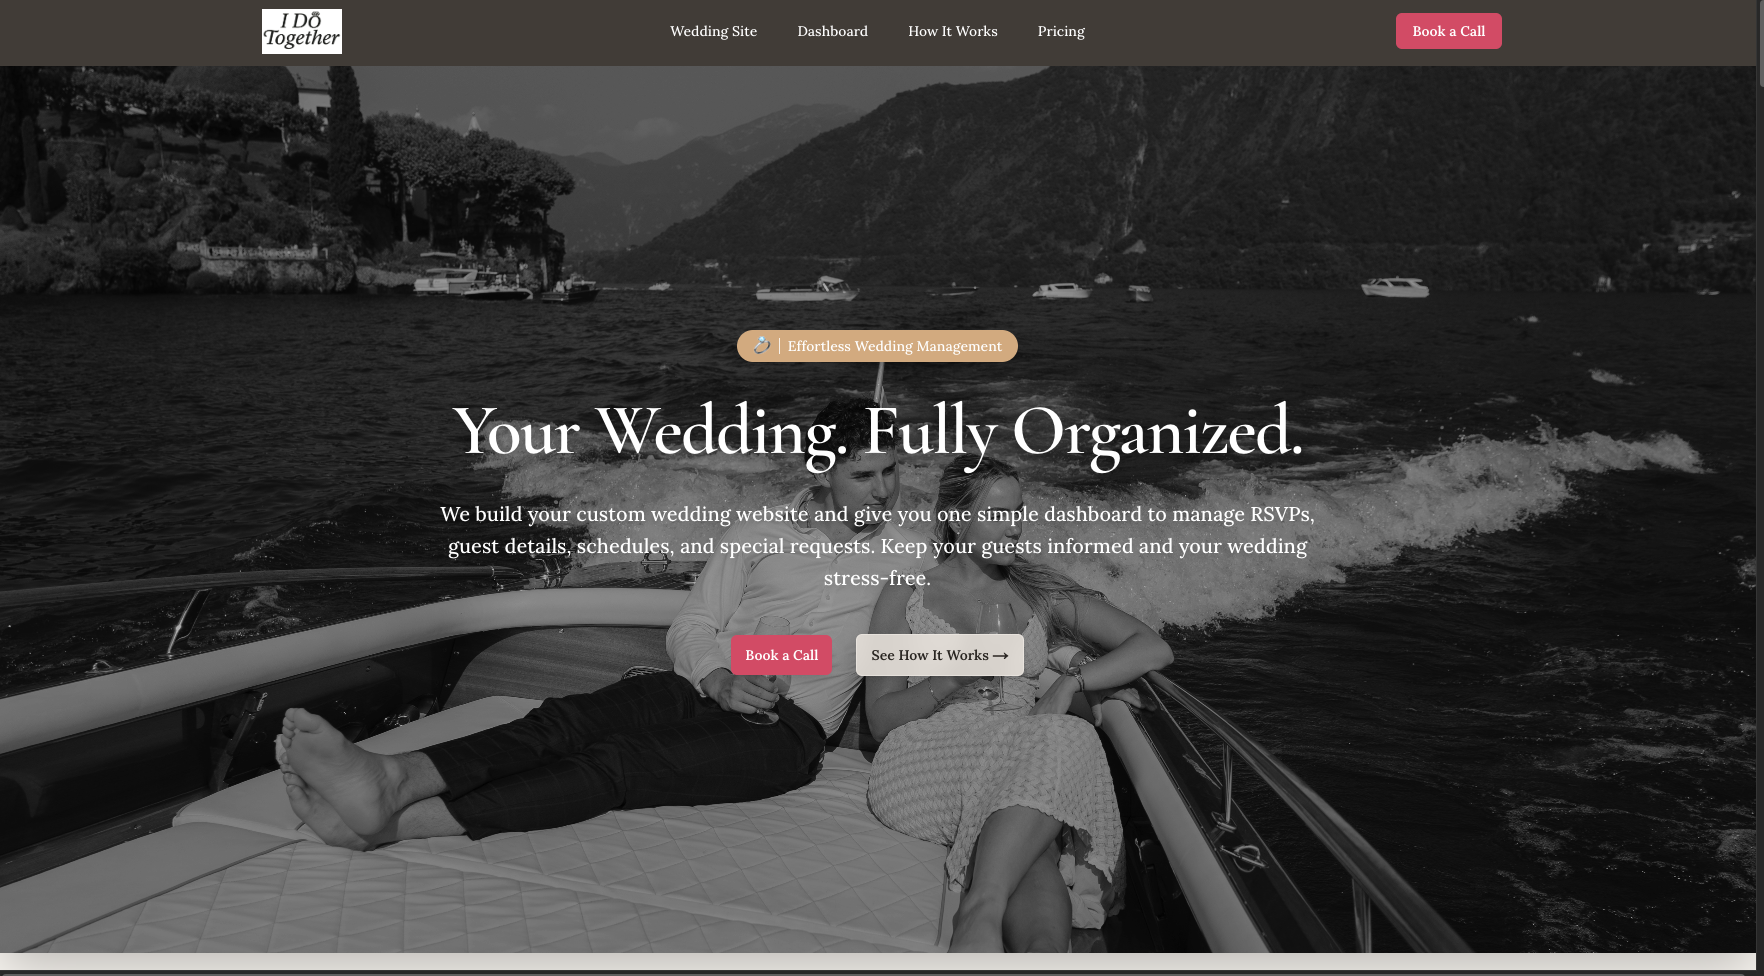 I DO
Together
Wedding Site
Dashboard
How It Works
Pricing
Book a Call
Effortless Wedding Management
Your Wedding. Fully Organized.
We build your custom wedding website and give you one simple dashboard to manage RSVPs,
guest details, schedules, and special requests. Keep your guests informed and your wedding
stress-free.
Book a Call
See How It Works →